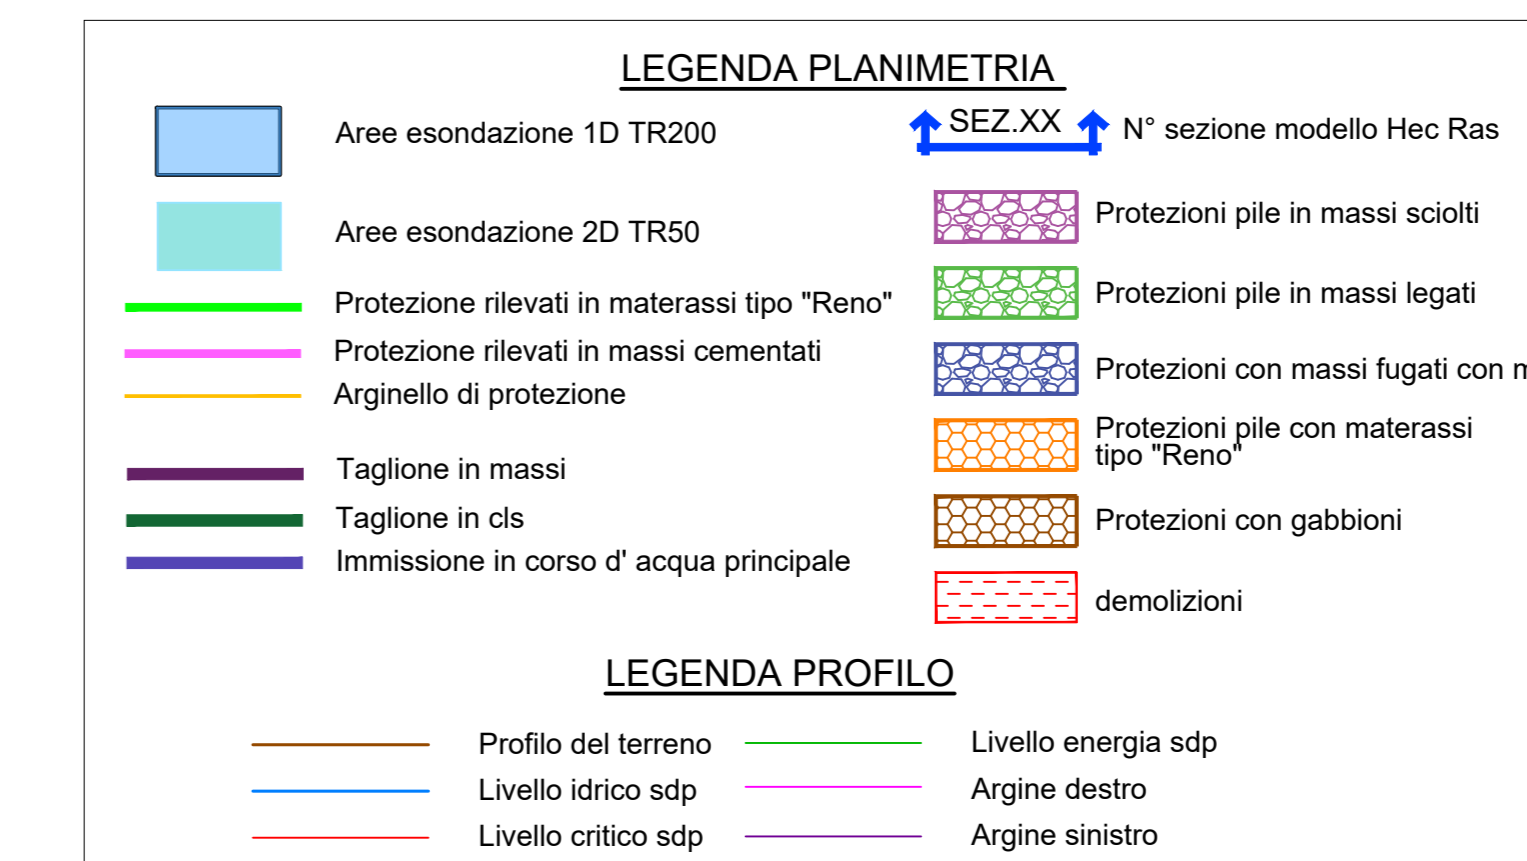 LEGENDA PLANIMETRIA
Aree esondazione 1D TR200
Aree esondazione 2D TR50
Protezione rilevati in materassi tipo "Reno"
Protezione rilevati in massi cementati
Arginello di protezione
Taglione in massi
Taglione in cls
Immissione in corso d' acqua principale
SEZ.XX
N° sezione modello Hec Ras
Protezioni pile in massi sciolti
Protezioni pile in massi legati
Protezioni con massi fugati con
Protezioni pile con materassi
tipo "Reno"
Protezioni con gabbioni
demolizioni
LEGENDA PROFILO
Profilo del terreno
Livello idrico sdp
Livello critico sdp
Livello energia sdp
Argine destro
Argine sinistro